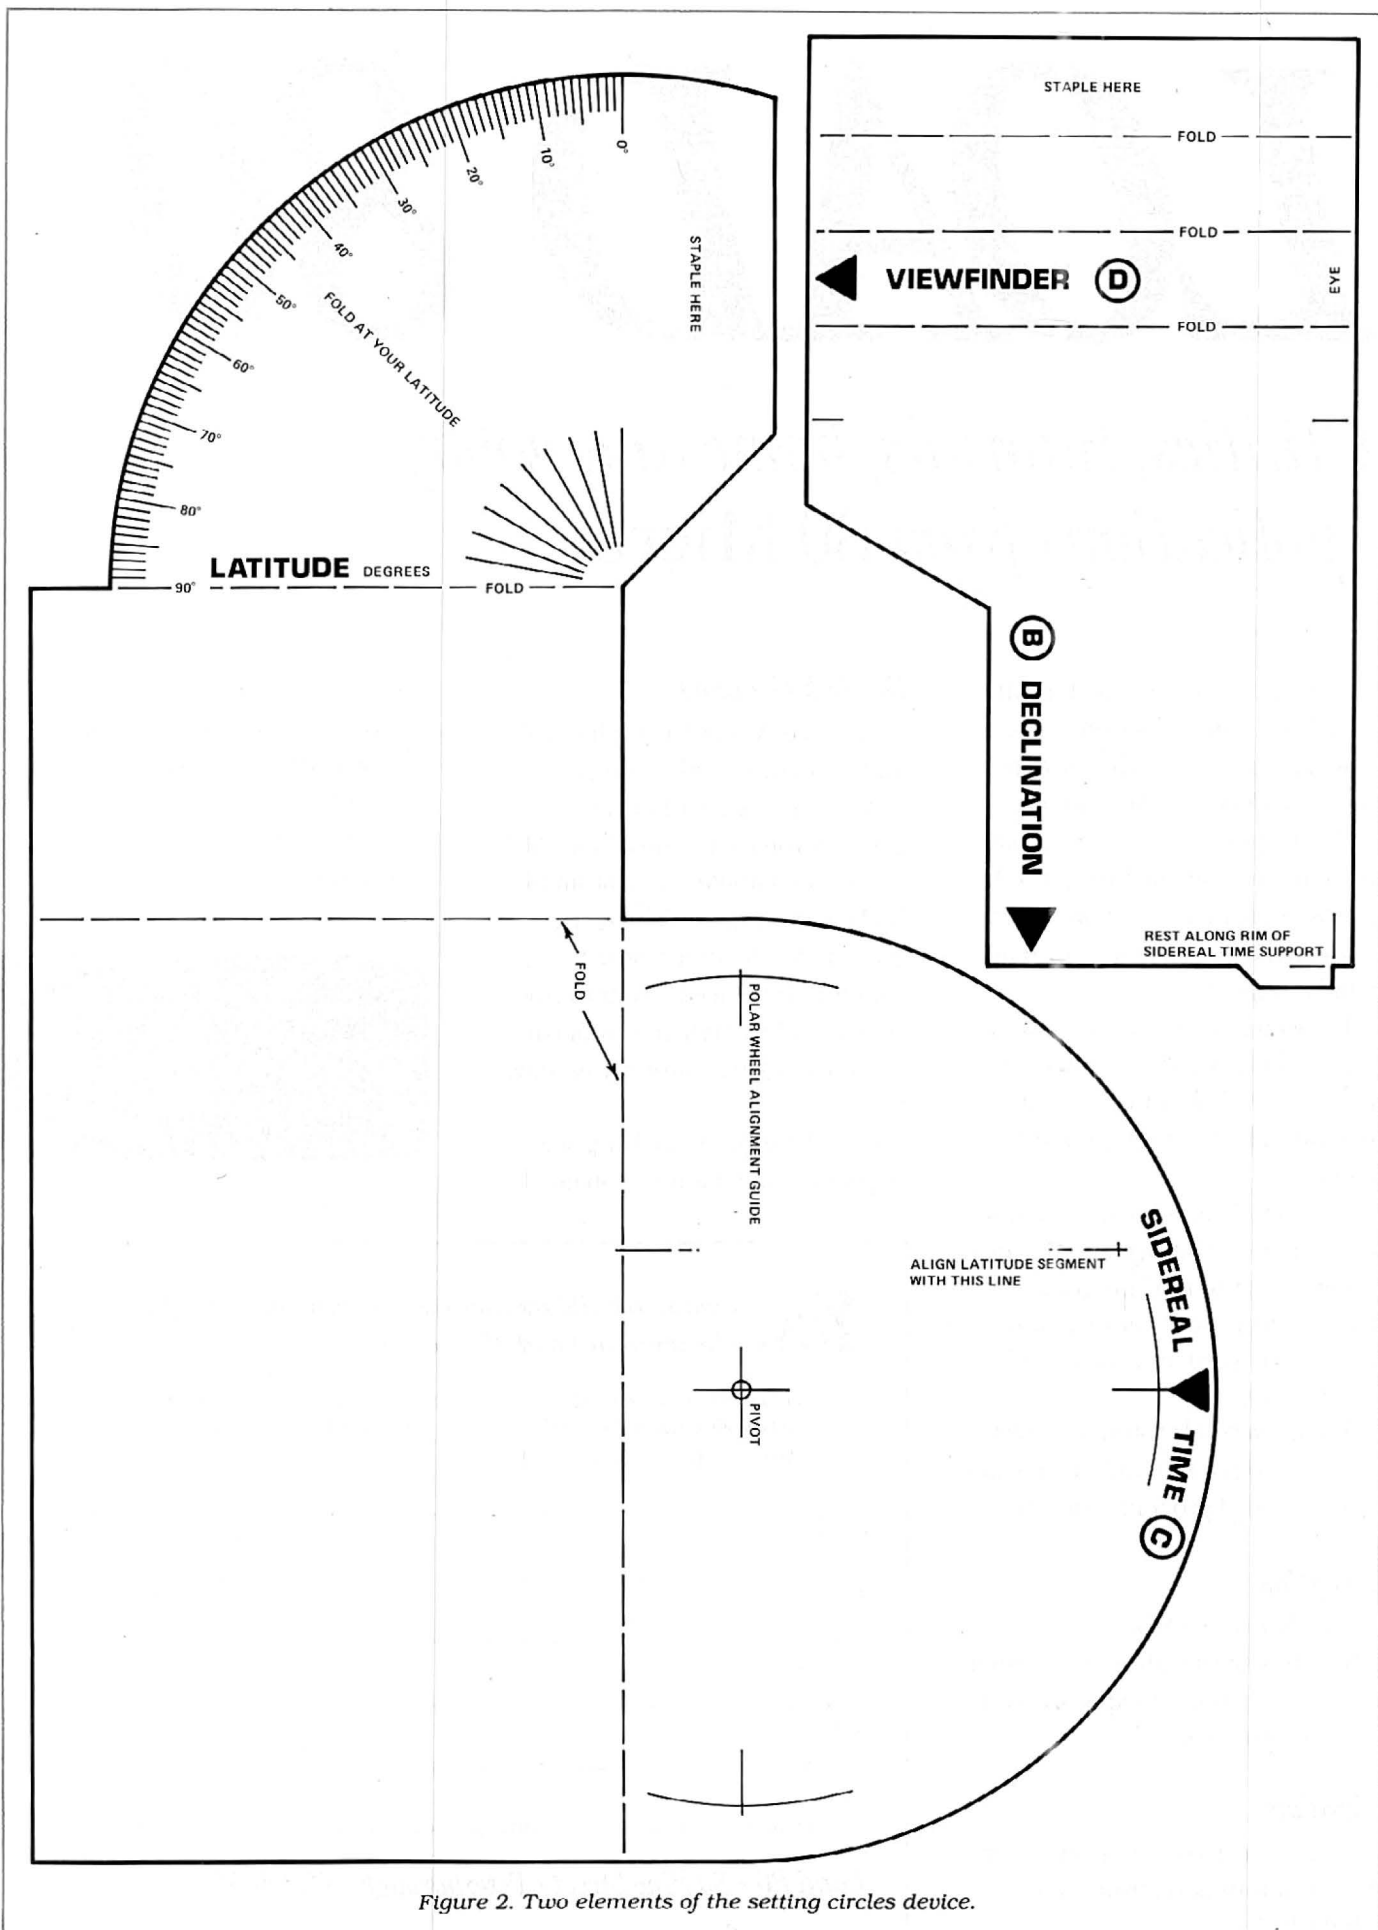 STAPLE HERE
FOLD
FOLD
VIEWFINDER D
EYE
FOLD
B DECLINATION
REST ALONG RIM OF
SIDEREAL TIME SUPPORT
0°
10°
20°
30°
40°
50°
60°
70°
80°
90°
STAPLE HERE
FOLD AT YOUR LATITUDE
LATITUDE DEGREES
FOLD
FOLD
POLAR WHEEL ALIGNMENT GUIDE
ALIGN LATITUDE SEGMENT
WITH THIS LINE
PIVOT
SIDEREAL TIME C
Figure 2. Two elements of the setting circles device.